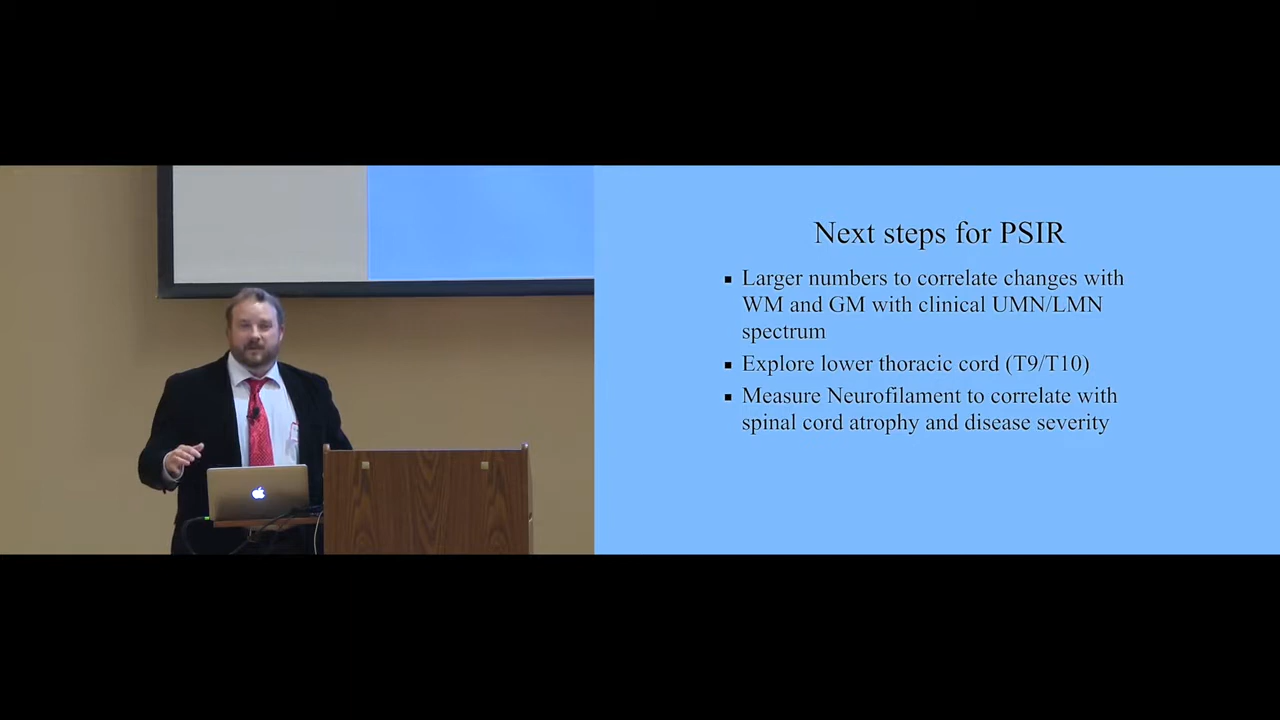 Next steps for PSIR
▪ Larger numbers to correlate changes with
WM and GM with clinical UMN/LMN
spectrum
▪ Explore lower thoracic cord (T9/T10)
▪ Measure Neurofilament to correlate with
spinal cord atrophy and disease severity